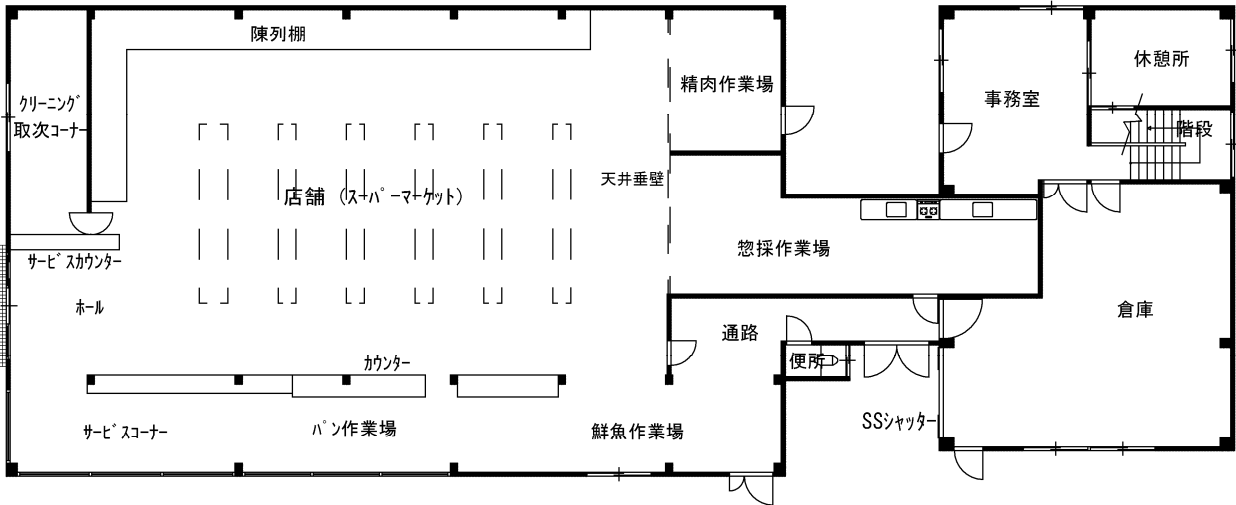 陳列棚
休憩所
精肉作業場
事務室
クリーニング
取次コーナー
階段
天井垂壁
店舗（スーパーマーケット）
惣採作業場
サービスカウンター
ホール
倉庫
通路
便所
カウンター
SSシャッター
サービスコーナー
パン作業場
鮮魚作業場